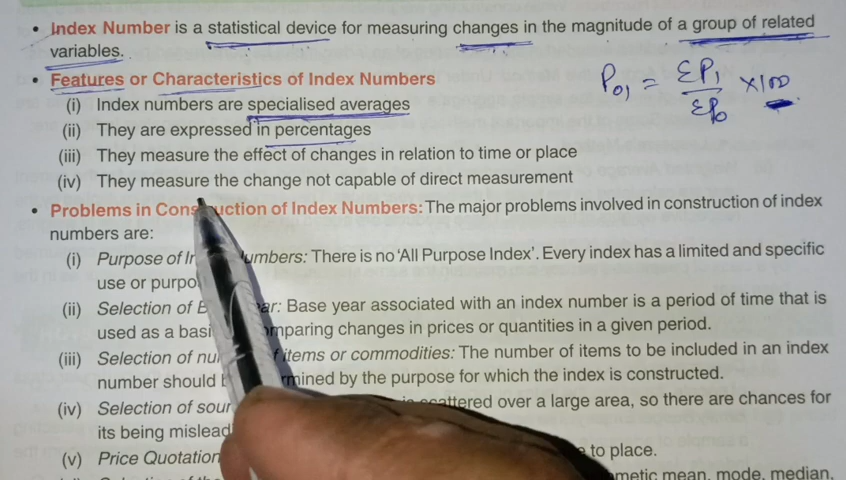 • Index Number is a statistical device for measuring changes in the magnitude of a group of related
variables.
• Features or Characteristics of Index Numbers
P01 = ΣP1 / ΣP0 ×100
(i) Index numbers are specialised averages
(ii) They are expressed in percentages
(iii) They measure the effect of changes in relation to time or place
(iv) They measure the change not capable of direct measurement
• Problems in Construction of Index Numbers: The major problems involved in construction of index
numbers are:
(i) Purpose of Numbers: There is no 'All Purpose Index'. Every index has a limited and specific
use or
(ii) Selection of Base year associated with an index number is a period of time that is
used as a comparing changes in prices or quantities in a given period.
(iii) Selection of items or commodities: The number of items to be included in an index
number should determined by the purpose for which the index is constructed.
(iv) Selection of scattered over a large area, so there are chances for
its being
(v) Price Quotation to place.
mean, mode, median,